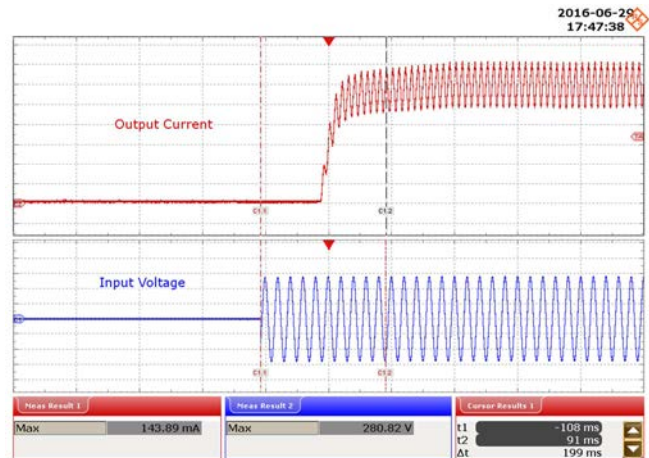 2016-06-29
17:47:38
Output Current
C1.1
C1.2
Input Voltage
C1.1
C1.2
Meas Result 1
Meas Result 2
Cursor Results 1
Max 143.89 mA
Max 280.82 V
t1 -108 ms
t2 91 ms
Δt 199 ms